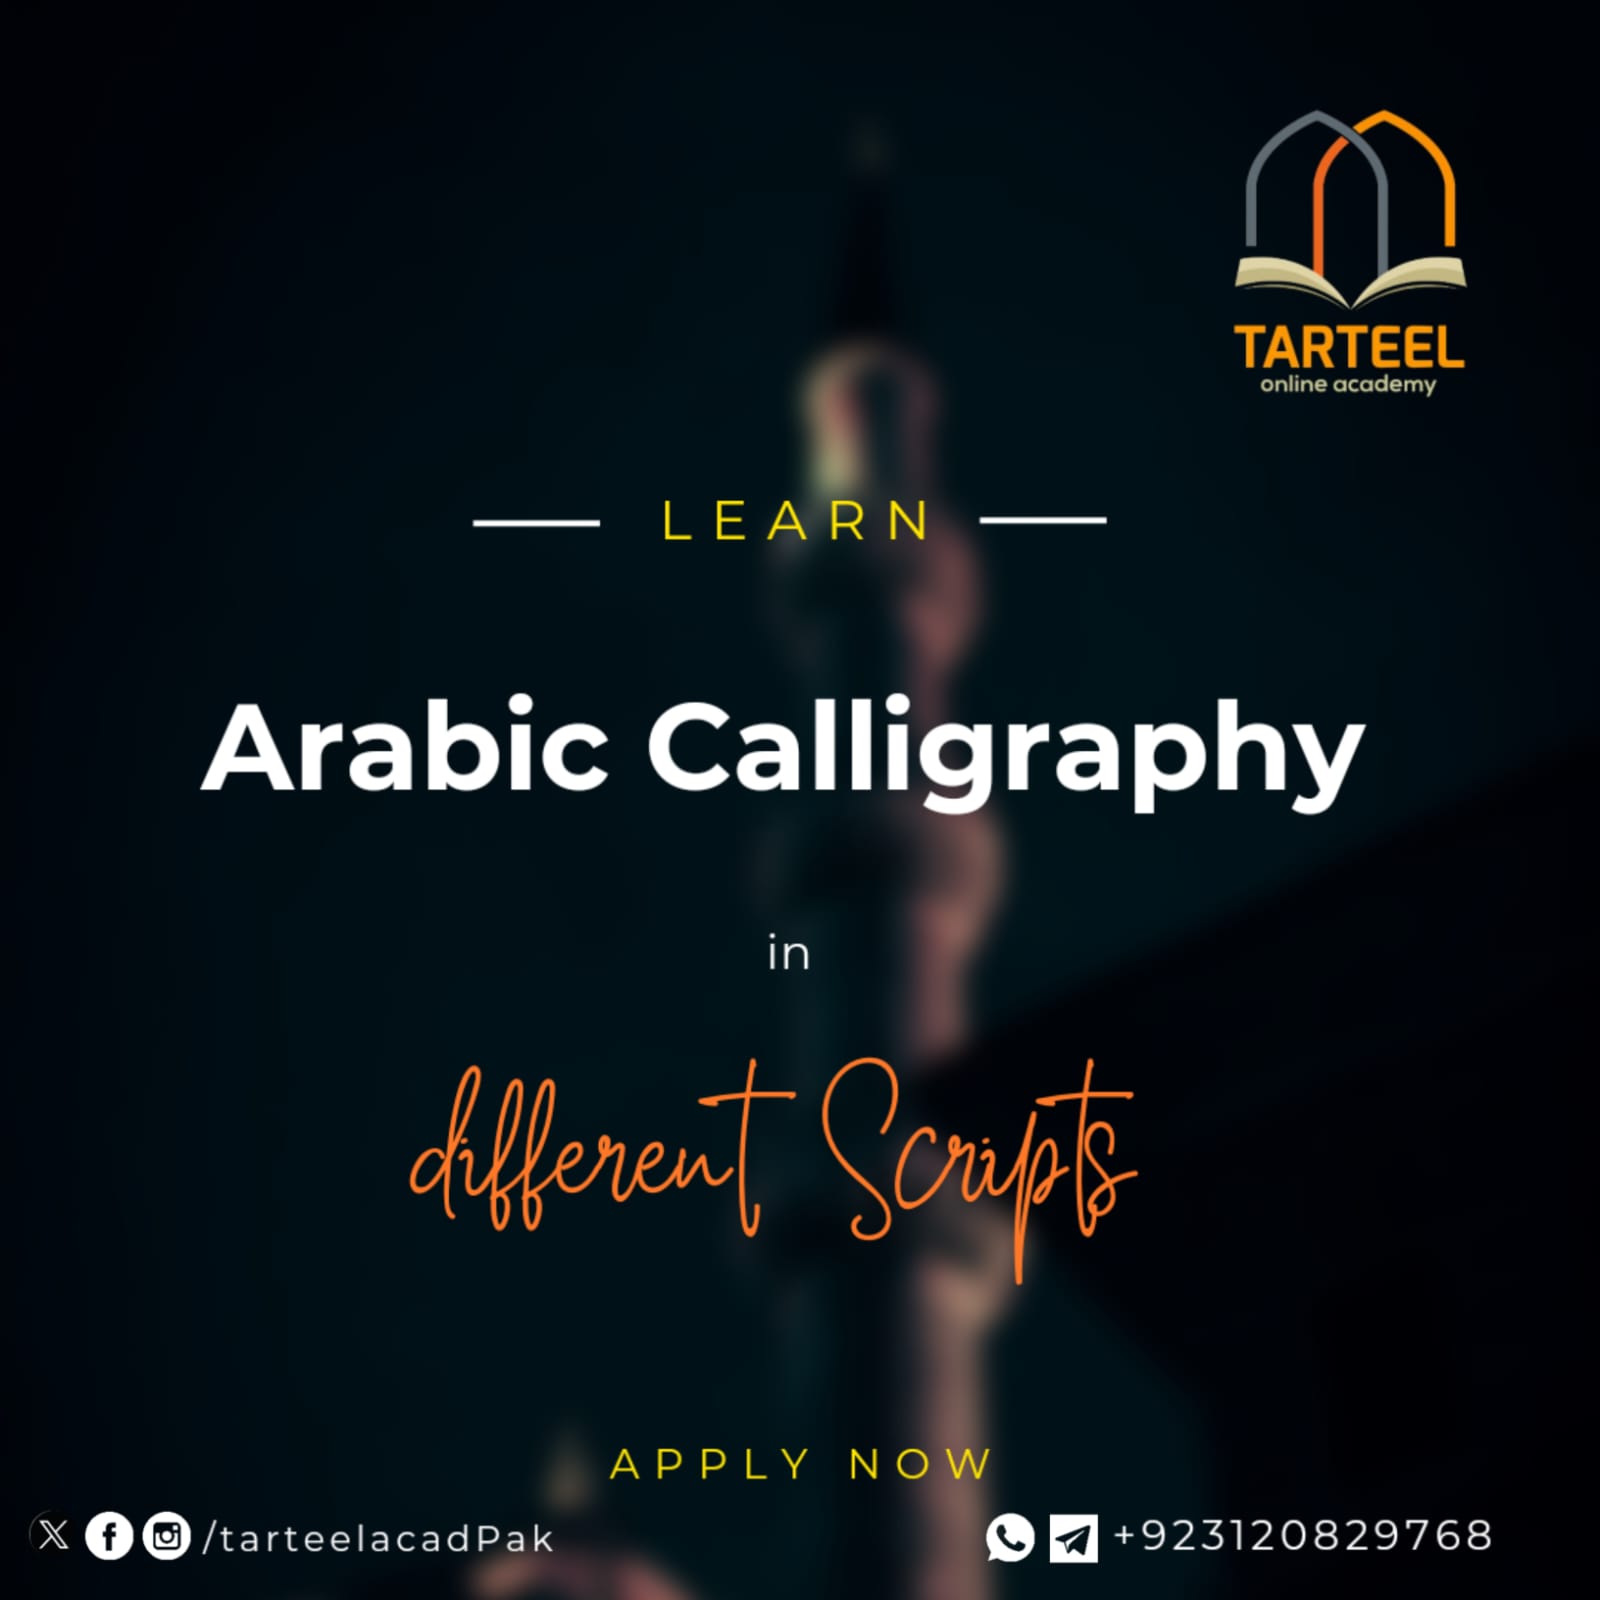 TARTEEL
online academy
LEARN
Arabic Calligraphy
in
different Scripts
APPLY NOW
/tarteelacadPak
+923120829768